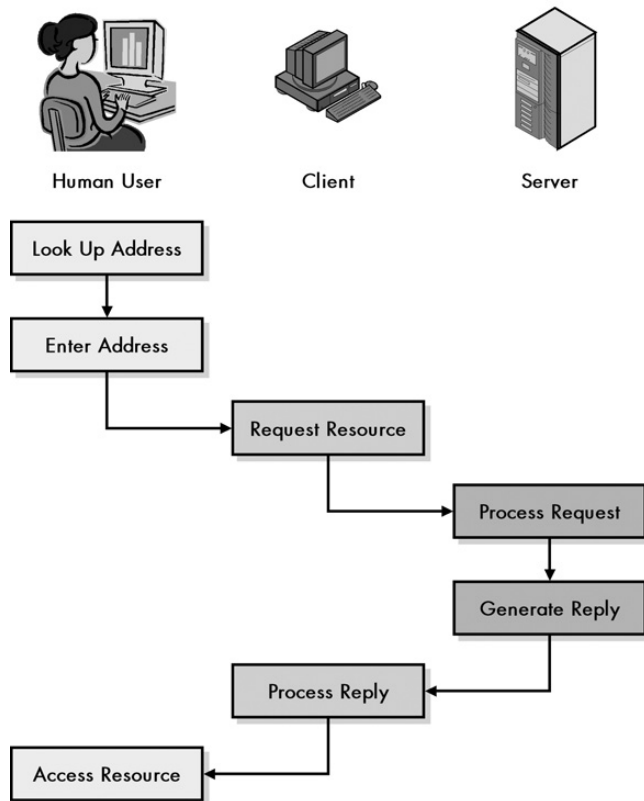 Human User
Client
Server
Look Up Address
Enter Address
Request Resource
Process Request
Generate Reply
Process Reply
Access Resource